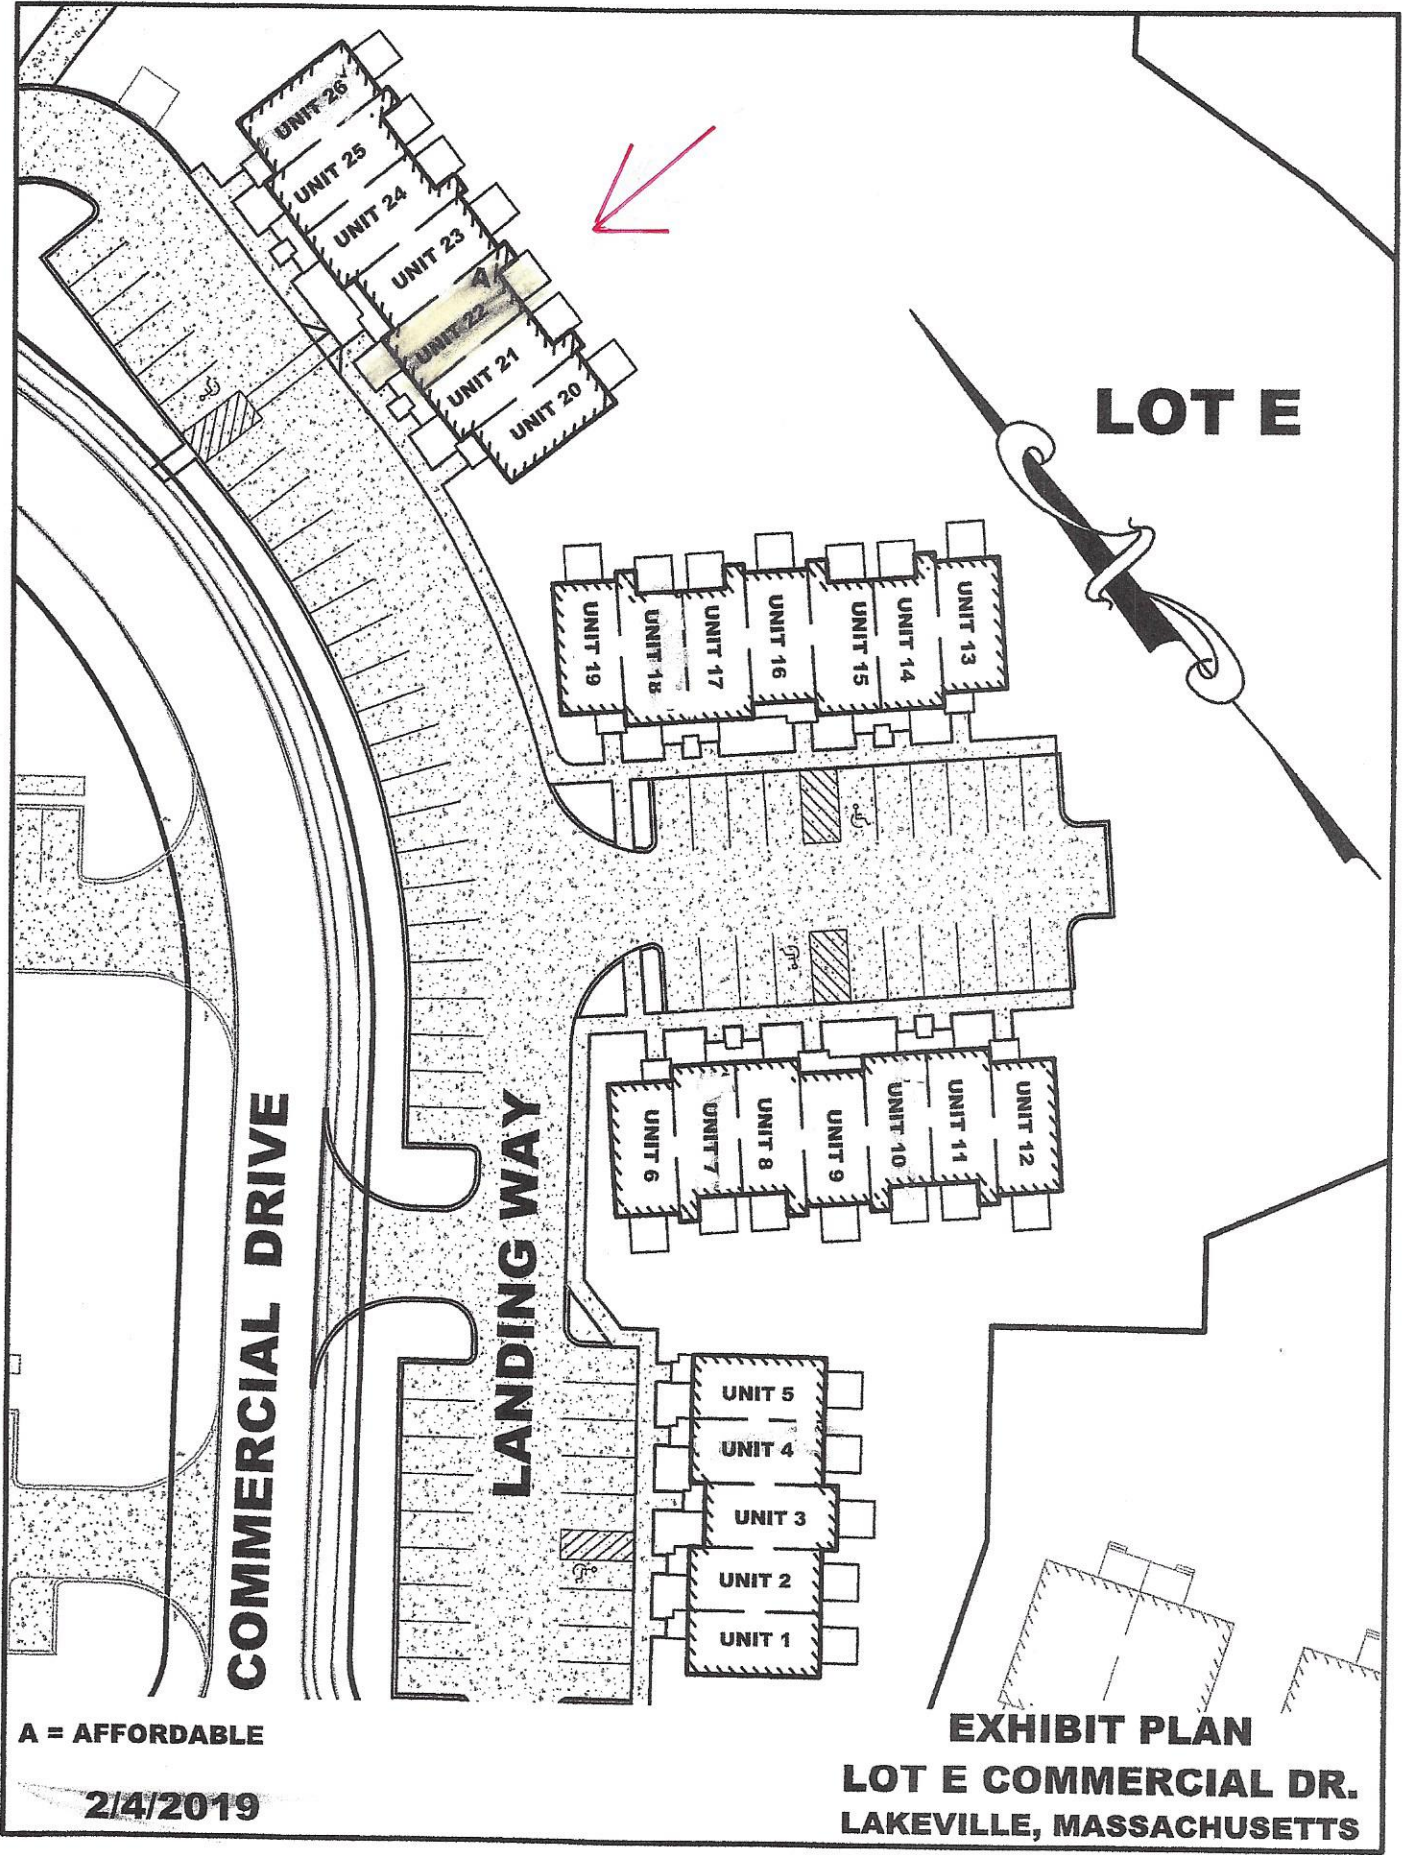 UNIT 26
UNIT 25
UNIT 24
UNIT 23
A
UNIT 22
UNIT 21
UNIT 20
LOT E
UNIT 19
UNIT 18
UNIT 17
UNIT 16
UNIT 15
UNIT 14
UNIT 13
UNIT 6
UNIT 7
UNIT 8
UNIT 9
UNIT 10
UNIT 11
UNIT 12
COMMERCIAL DRIVE
LANDING WAY
UNIT 5
UNIT 4
UNIT 3
UNIT 2
UNIT 1
A = AFFORDABLE
2/4/2019
EXHIBIT PLAN
LOT E COMMERCIAL DR.
LAKEVILLE, MASSACHUSETTS